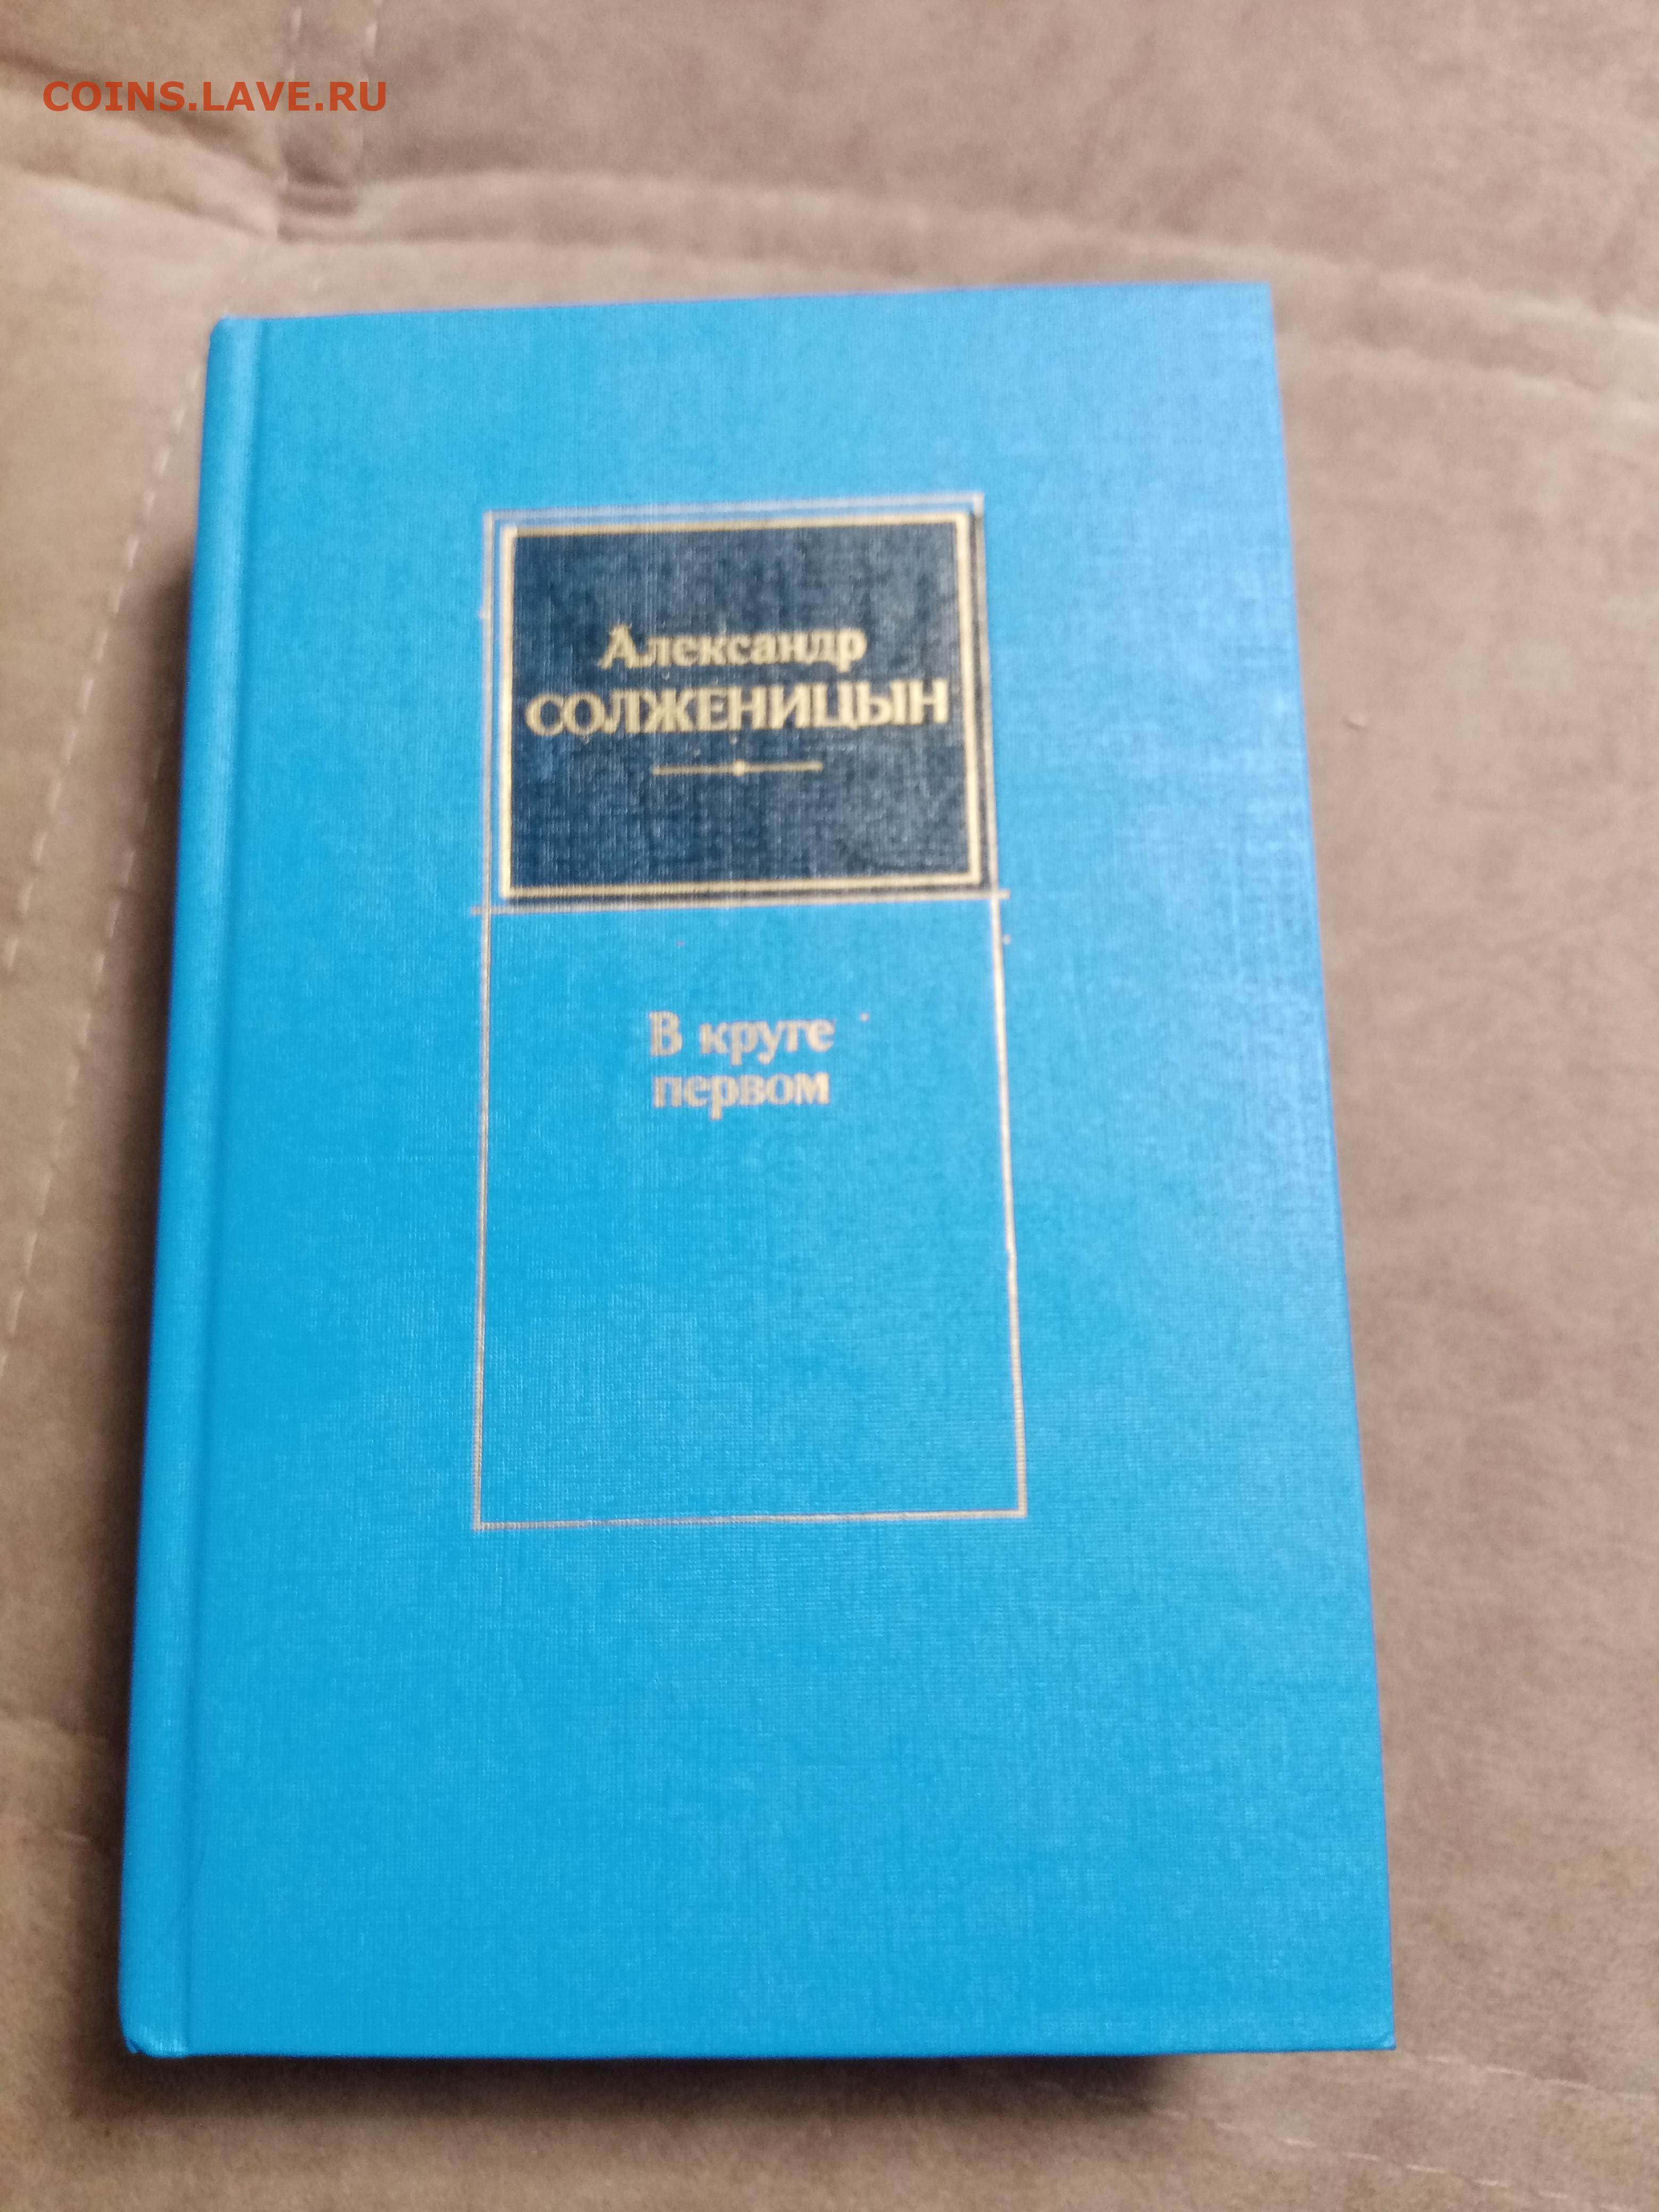 COINS.LAVE.RU
Александр
СОЛЖЕНИЦЫН
В круге
первом